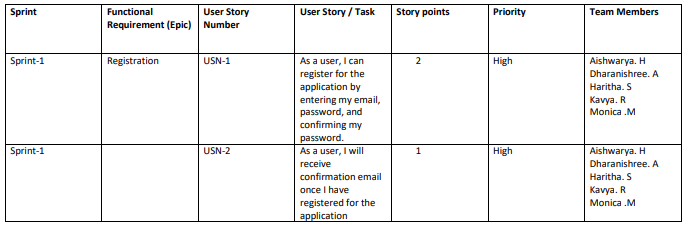 Sprint Functional Requirement (Epic) User Story Number User Story / Task Story points Priority Team Members
Sprint-1 Registration USN-1 As a user, I can 2 High Aishwarya. H
register for the Dharanishree. A
application by Haritha. S
entering my email, Kavya. R
password, and Monica .M
confirming my
password.
Sprint-1 USN-2 As a user, I will 1 High Aishwarya. H
receive Dharanishree. A
confirmation email Haritha. S
once I have Kavya. R
registered for the Monica .M
application